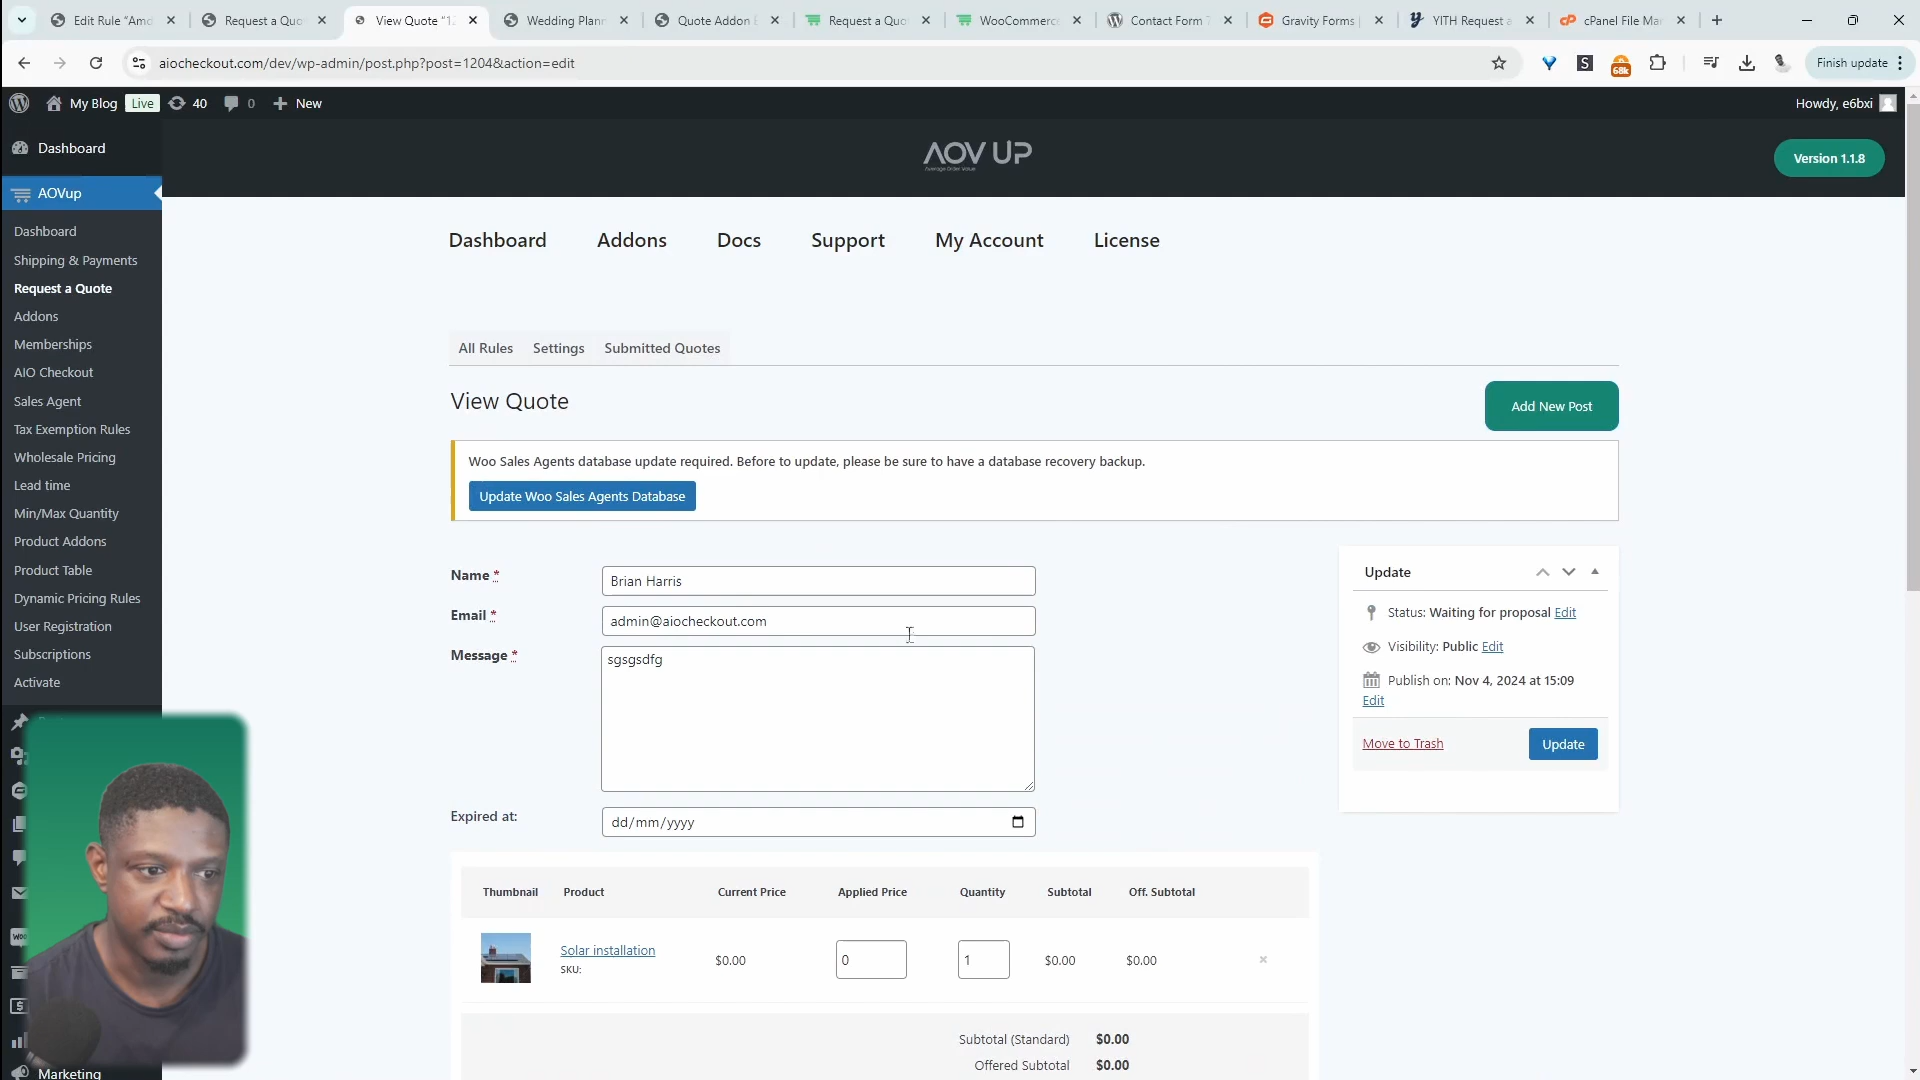 Edit Rule “Amo
Request a Quo
View Quote “12
Wedding Plann
Quote Addon E
Request a Quo
WooCommerce
Contact Form 7
Gravity Forms
YITH Request a
cPanel File Ma
aiocheckout.com/dev/wp-admin/post.php?post=1204&action=edit
S
68k
Finish update
My Blog
Live
40
0
New
Howdy, e6bxi
AOV UP
Average Order Value
Version 1.1.8
Dashboard
AOVup
Dashboard
Shipping & Payments
Request a Quote
Addons
Memberships
AIO Checkout
Sales Agent
Tax Exemption Rules
Wholesale Pricing
Lead time
Min/Max Quantity
Product Addons
Product Table
Dynamic Pricing Rules
User Registration
Subscriptions
Activate
Marketing
Dashboard
Addons
Docs
Support
My Account
License
All Rules
Settings
Submitted Quotes
View Quote
Add New Post
Woo Sales Agents database update required. Before to update, please be sure to have a database recovery backup.
Update Woo Sales Agents Database
Name *
Brian Harris
Email *
admin@aiocheckout.com
Message *
sgsgsdfg
Expired at:
dd/mm/yyyy
Update
Status: Waiting for proposal Edit
Visibility: Public Edit
Publish on: Nov 4, 2024 at 15:09
Edit
Move to Trash
Update
Thumbnail Product Current Price Applied Price Quantity Subtotal Off. Subtotal
Solar installation
SKU:
$0.00 0 1 $0.00 $0.00 ×
Subtotal (Standard) $0.00
Offered Subtotal $0.00